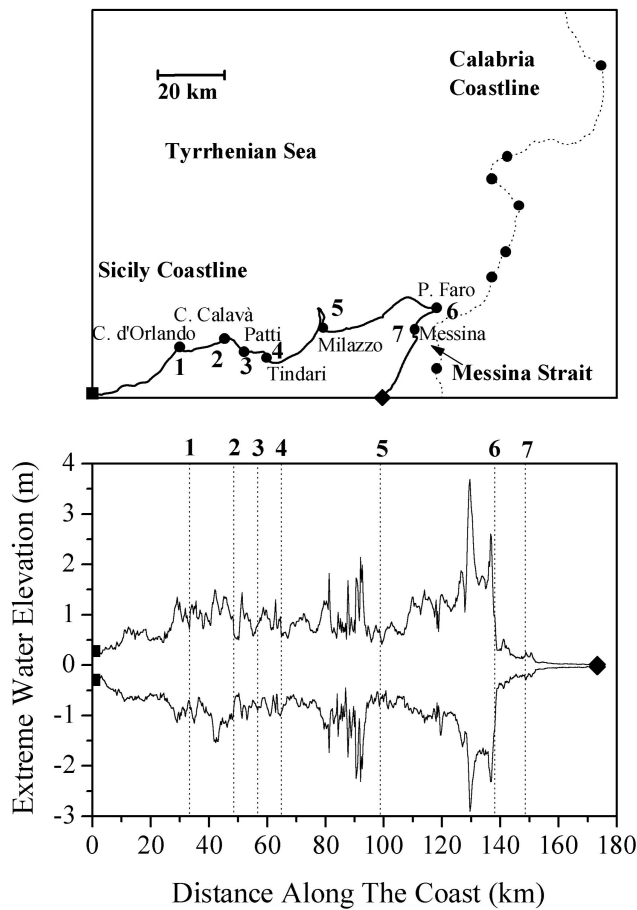 Calabria
Coastline
20 km
Tyrrhenian Sea
Sicily Coastline
P. Faro
C. Calavà
5
6
C. d'Orlando
Patti
7
Messina
1
2
3
4
Milazzo
Tindari
Messina Strait
1
2
3
4
5
6
7
Extreme Water Elevation (m)
4
3
2
1
0
-1
-2
-3
0
20
40
60
80
100
120
140
160
180
Distance Along The Coast (km)